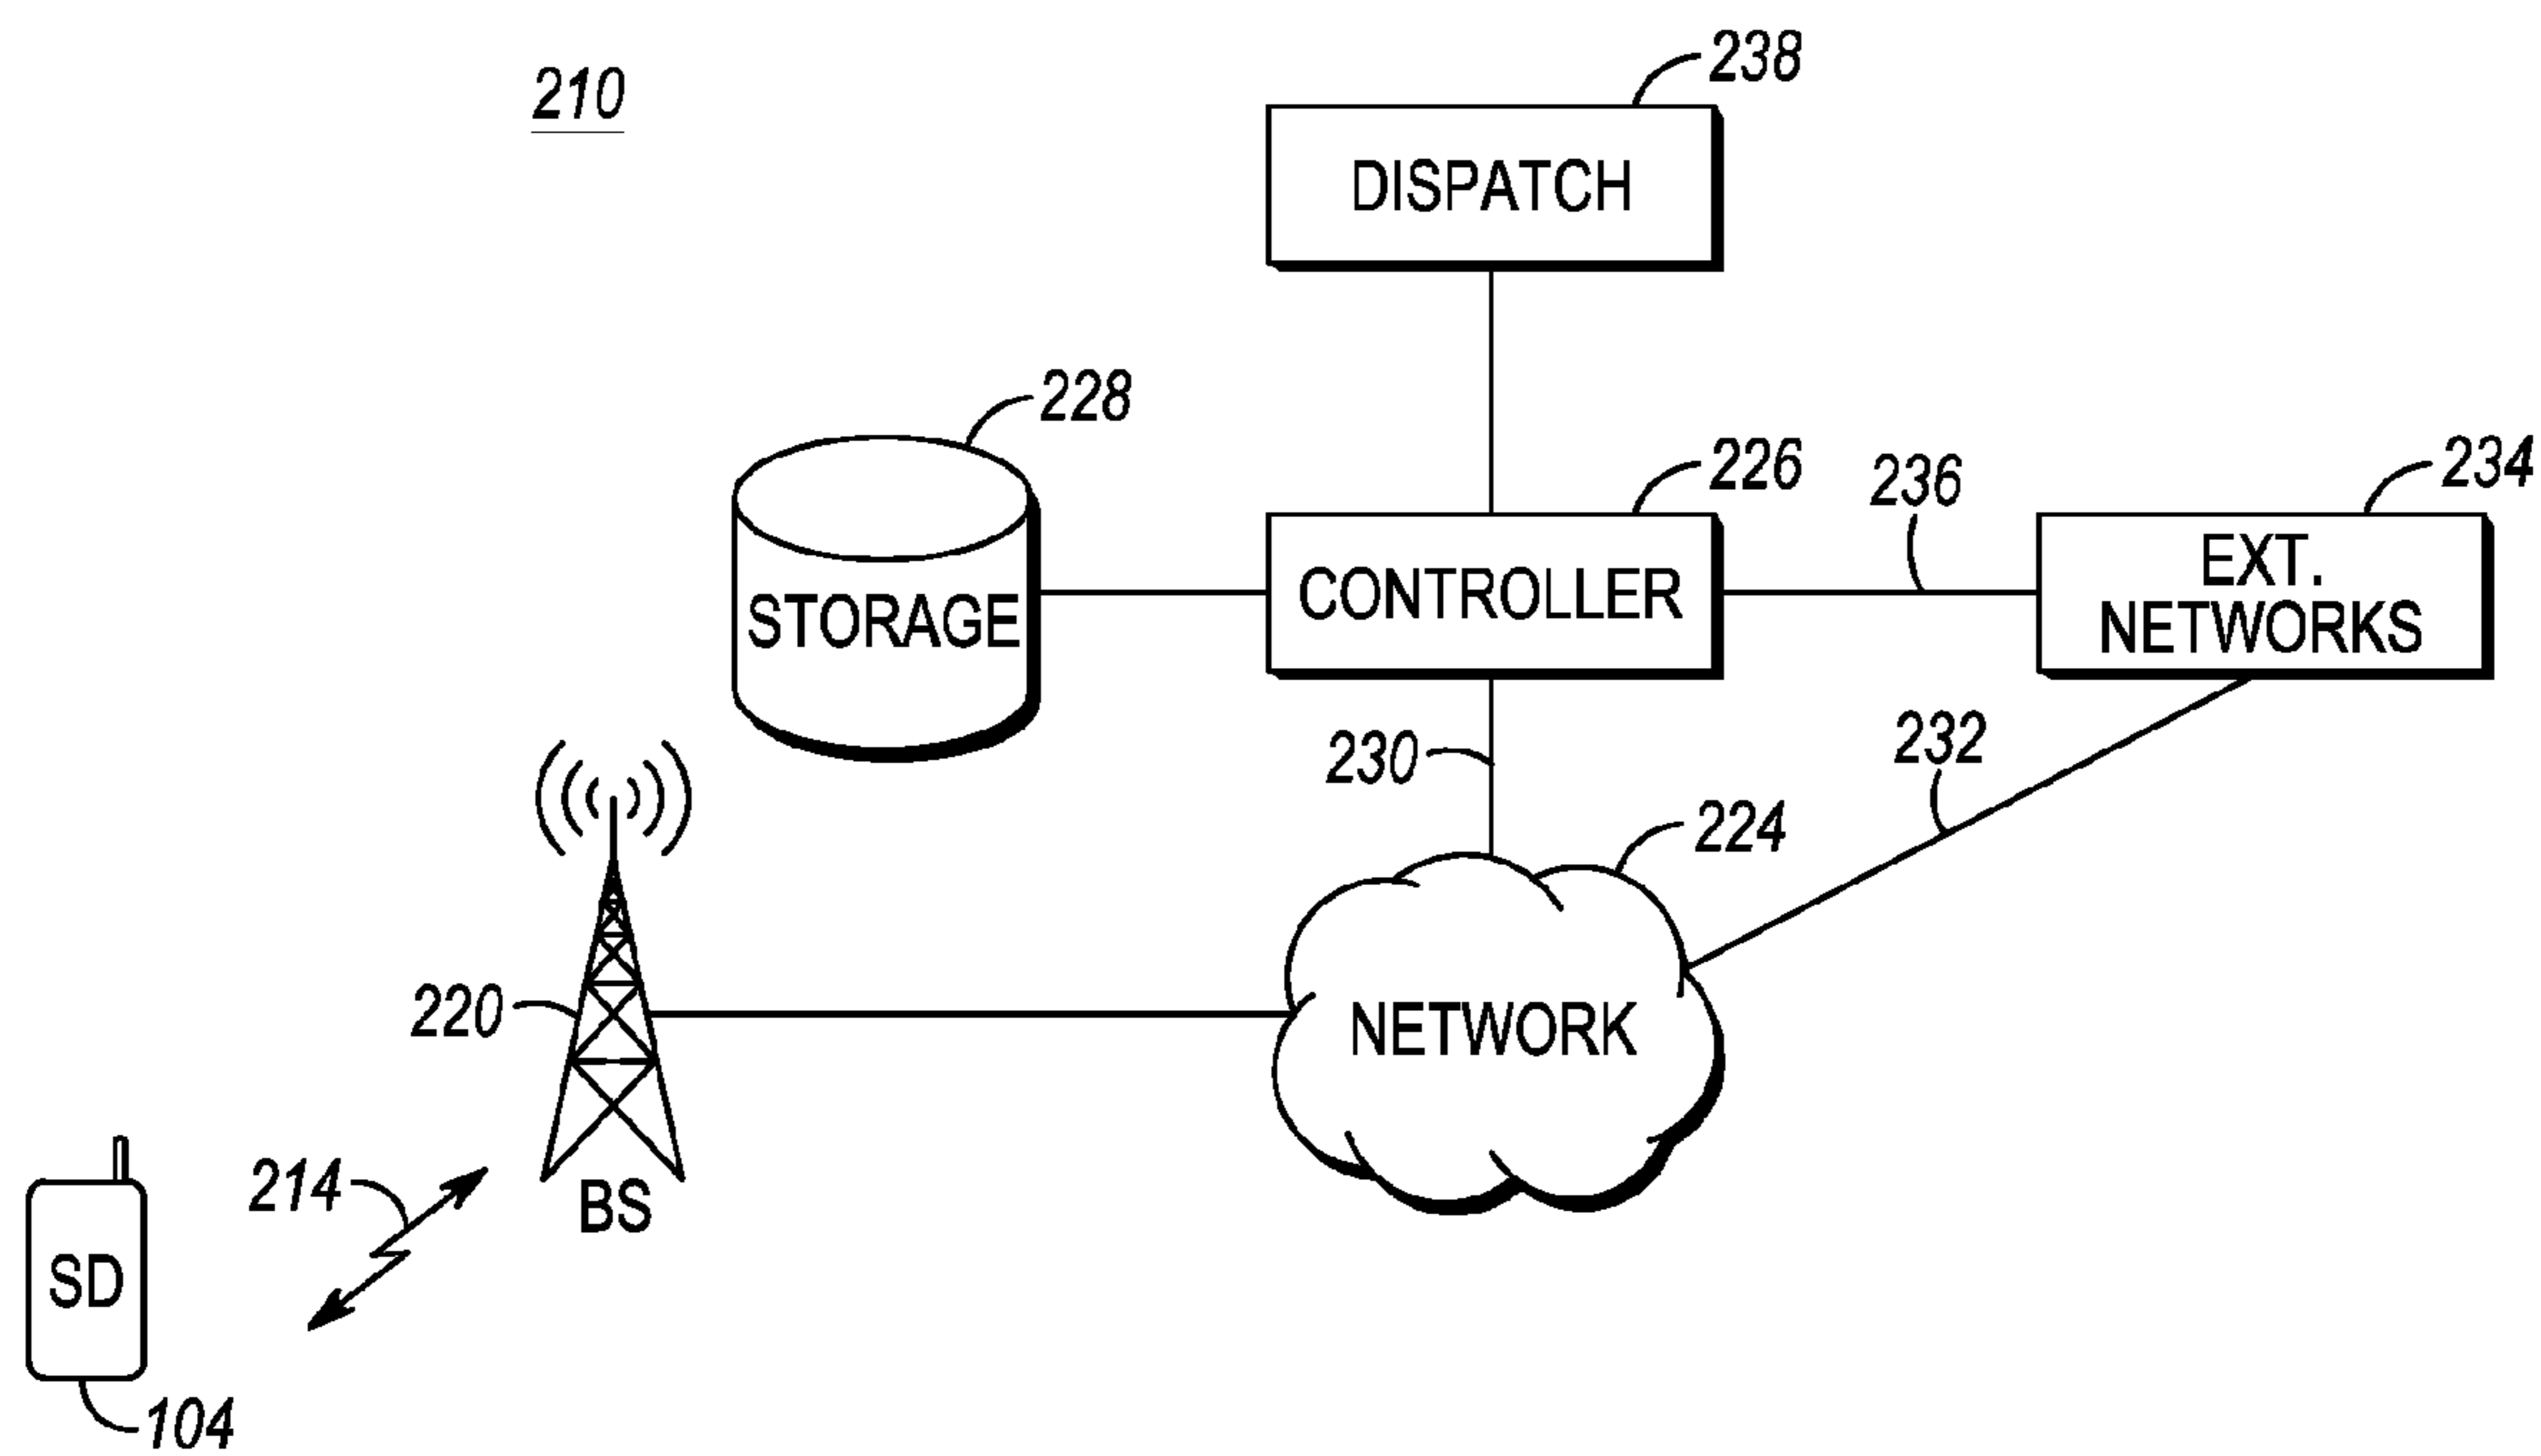 210
238
DISPATCH
228
STORAGE
226
CONTROLLER
236
234
EXT.
NETWORKS
230
232
224
NETWORK
220
BS
214
SD
104